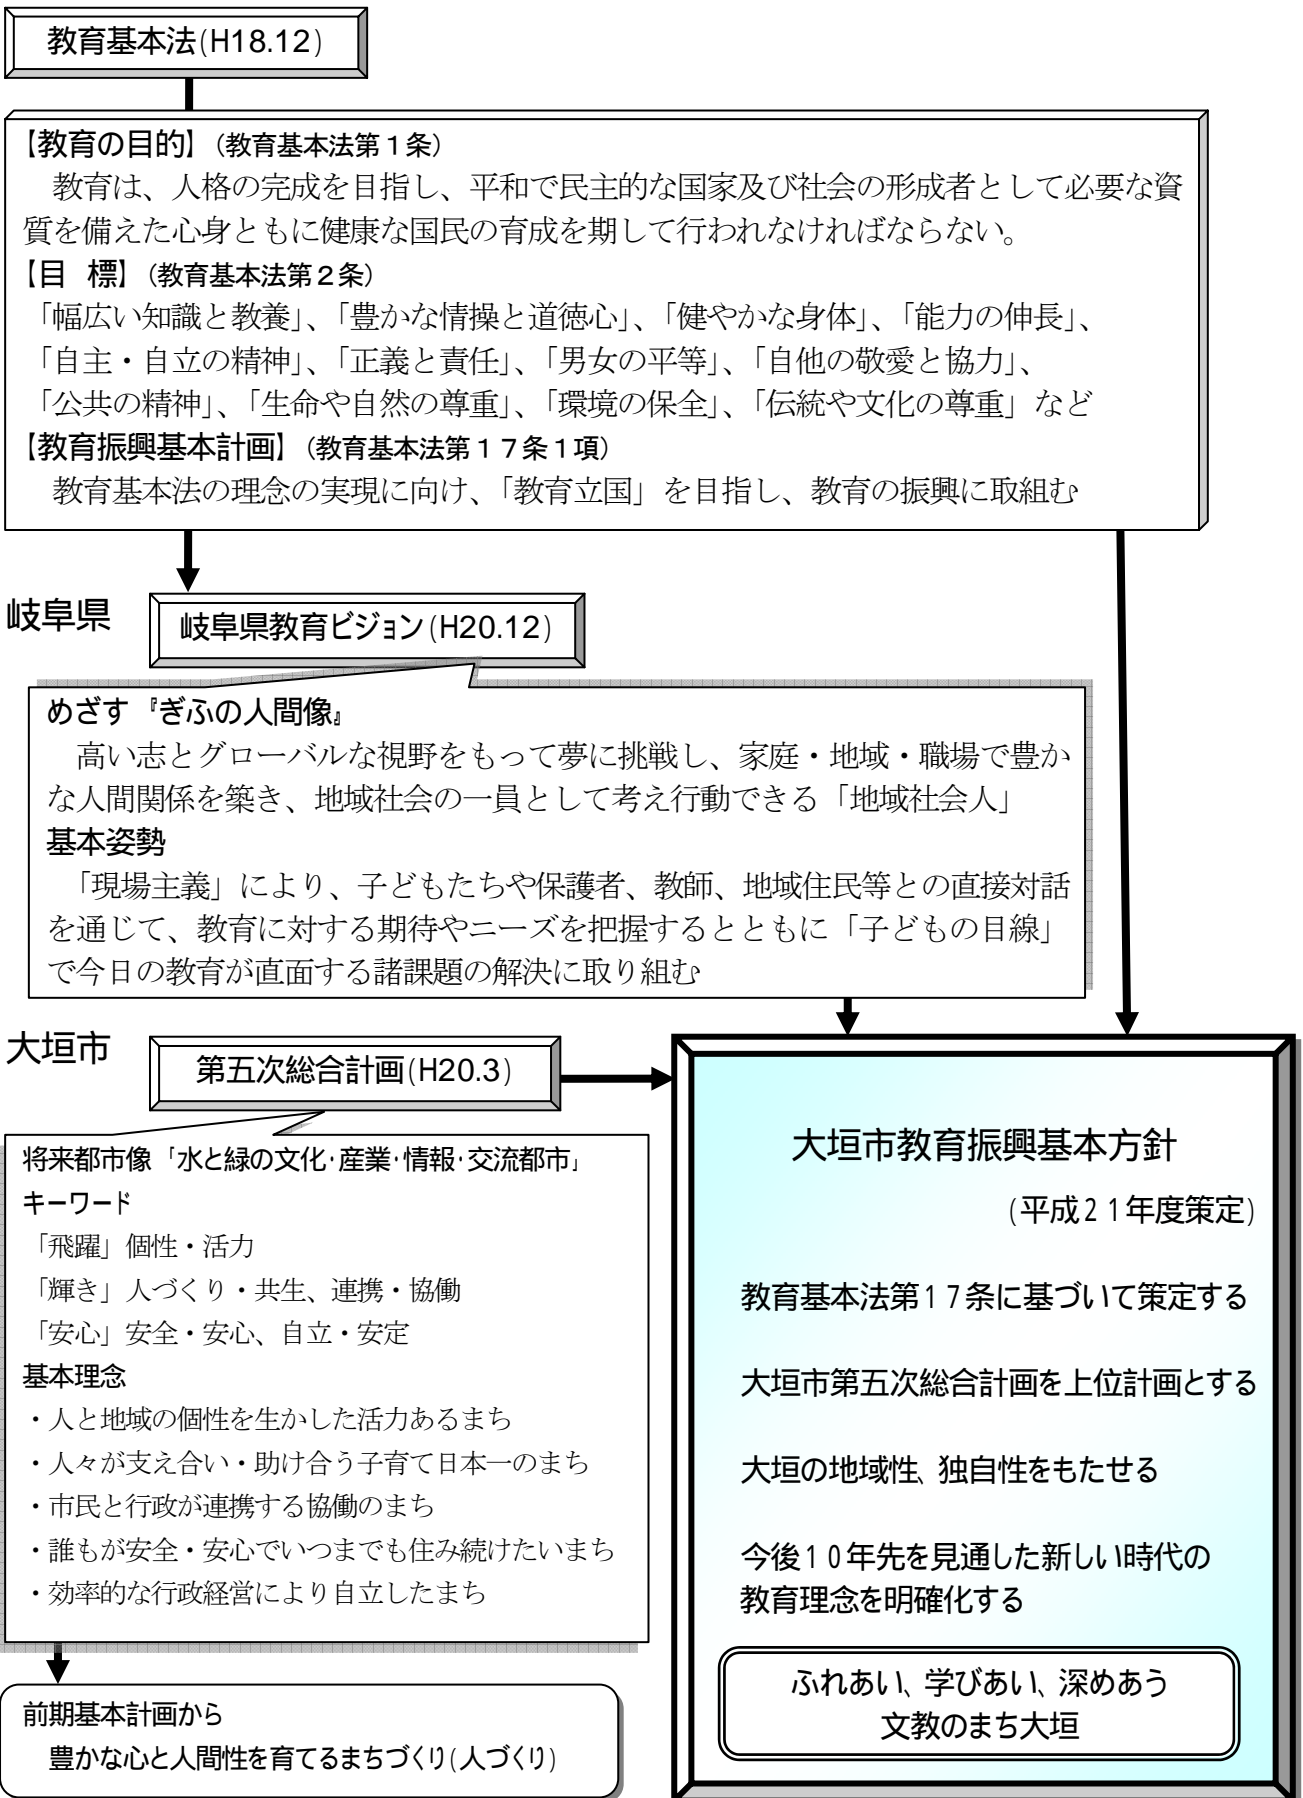 教育基本法(H18.12)
【教育の目的】(教育基本法第1条)
教育は、人格の完成を目指し、平和で民主的な国家及び社会の形成者として必要な資
質を備えた心身ともに健康な国民の育成を期して行われなければならない。
【目 標】(教育基本法第2条)
「幅広い知識と教養」、「豊かな情操と道徳心」、「健やかな身体」、「能力の伸長」、
「自主・自立の精神」、「正義と責任」、「男女の平等」、「自他の敬愛と協力」、
「公共の精神」、「生命や自然の尊重」、「環境の保全」、「伝統や文化の尊重」など
【教育振興基本計画】(教育基本法第17条1項)
教育基本法の理念の実現に向け、「教育立国」を目指し、教育の振興に取組む
岐阜県
岐阜県教育ビジョン(H20.12)
めざす『ぎふの人間像』
高い志とグローバルな視野をもって夢に挑戦し、家庭・地域・職場で豊か
な人間関係を築き、地域社会の一員として考え行動できる「地域社会人」
基本姿勢
「現場主義」により、子どもたちや保護者、教師、地域住民等との直接対話
を通じて、教育に対する期待やニーズを把握するとともに「子どもの目線」
で今日の教育が直面する諸課題の解決に取り組む
大垣市
第五次総合計画(H20.3)
将来都市像「水と緑の文化・産業・情報・交流都市」
キーワード
「飛躍」個性・活力
「輝き」人づくり・共生、連携・協働
「安心」安全・安心、自立・安定
基本理念
・人と地域の個性を生かした活力あるまち
・人々が支え合い・助け合う子育て日本一のまち
・市民と行政が連携する協働のまち
・誰もが安全・安心でいつまでも住み続けたいまち
・効率的な行政経営により自立したまち
前期基本計画から
豊かな心と人間性を育てるまちづくり(人づくり)
大垣市教育振興基本方針
(平成21年度策定)
教育基本法第17条に基づいて策定する
大垣市第五次総合計画を上位計画とする
大垣の地域性、独自性をもたせる
今後10年先を見通した新しい時代の
教育理念を明確化する
ふれあい、学びあい、深めあう
文教のまち大垣